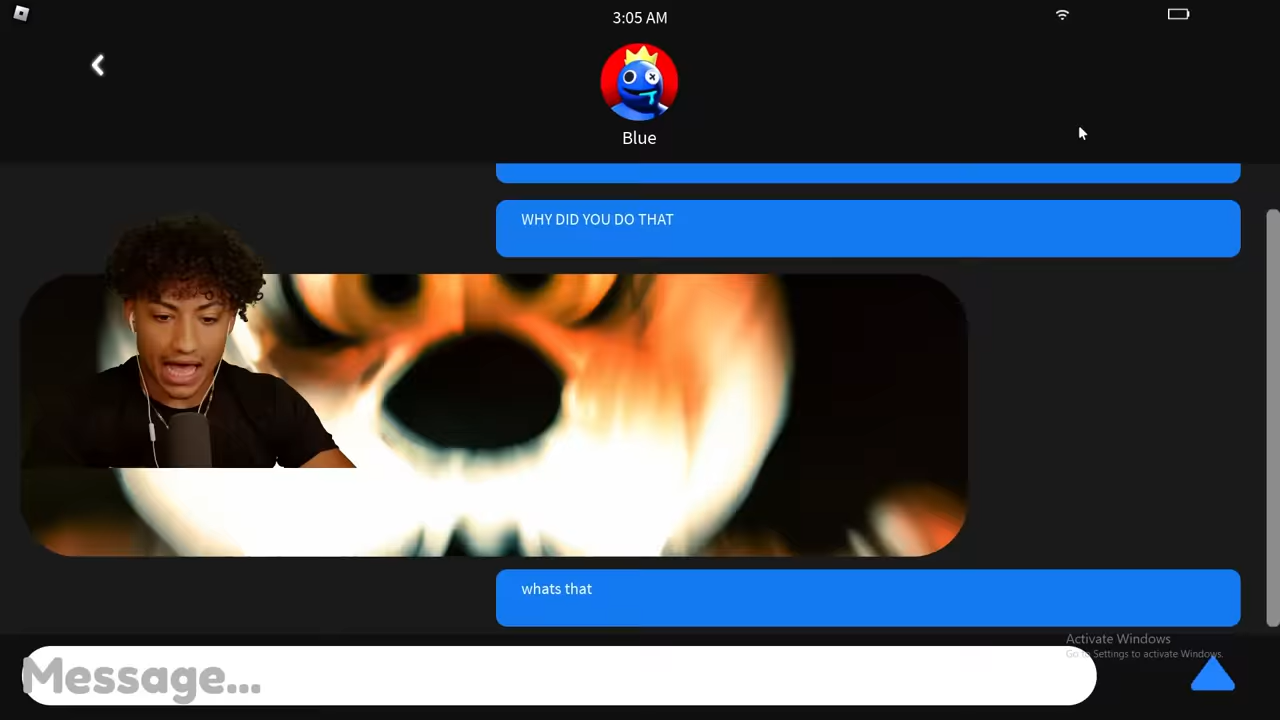 3:05 AM
Blue
WHY DID YOU DO THAT
whats that
Activate Windows
Go to Settings to activate Windows.
Message...